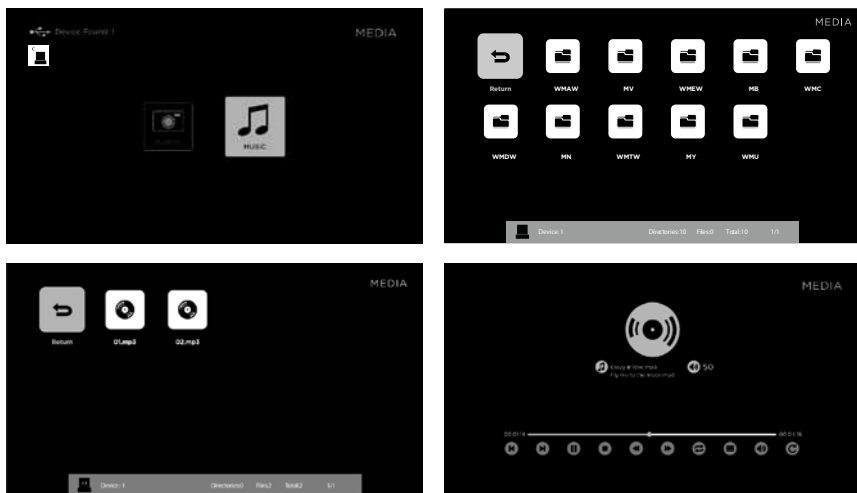 Device Found! 1
MEDIA
C
MUSIC
MEDIA
Return
WMAW
MV
WMEW
MB
WMC
WMDW
MN
WMTW
MY
WMU
Device: 1
Directories:10
Files:0
Total:10
1/1
MEDIA
Return
01.mp3
02.mp3
Device: 1
Files:2
Total:2
1/1
MEDIA
50